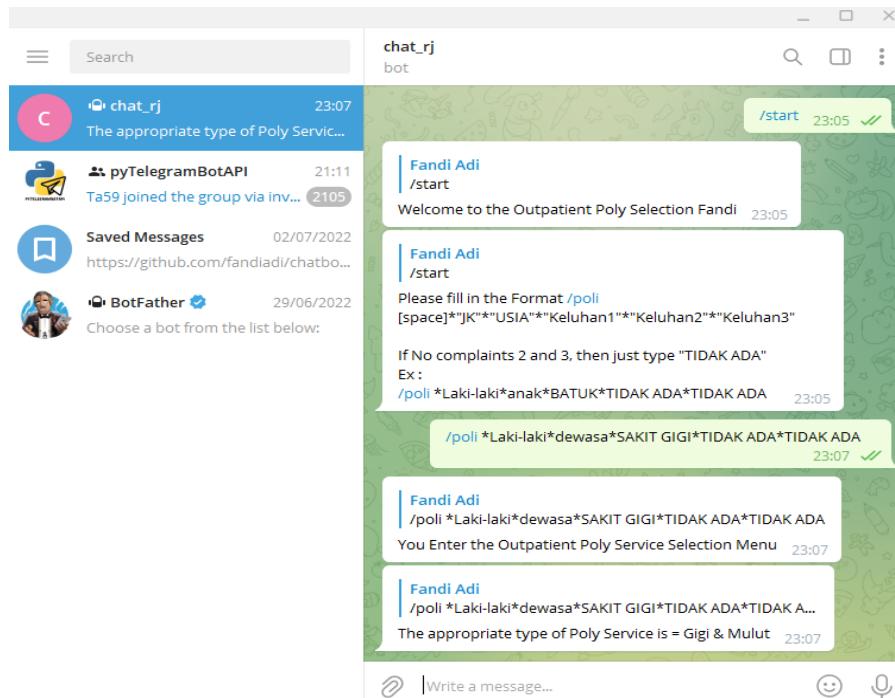 Search
C
chat_rj
23:07
The appropriate type of Poly Servic...
pyTelegramBotAPI
21:11
Ta59 joined the group via inv...
2105
PYTELEGRAMBOTAPI
Saved Messages
02/07/2022
https://github.com/fandiadi/chatbo...
BotFather
29/06/2022
Choose a bot from the list below:
chat_rj
bot
/start 23:05
Fandi Adi
/start
Welcome to the Outpatient Poly Selection Fandi 23:05
Fandi Adi
/start
Please fill in the Format /poli
[space]*"JK"*"USIA"*"Keluhan1"*"Keluhan2"*"Keluhan3"
If No complaints 2 and 3, then just type "TIDAK ADA"
Ex :
/poli *Laki-laki*anak*BATUK*TIDAK ADA*TIDAK ADA 23:05
/poli *Laki-laki*dewasa*SAKIT GIGI*TIDAK ADA*TIDAK ADA
23:07
Fandi Adi
/poli *Laki-laki*dewasa*SAKIT GIGI*TIDAK ADA*TIDAK ADA
You Enter the Outpatient Poly Service Selection Menu 23:07
Fandi Adi
/poli *Laki-laki*dewasa*SAKIT GIGI*TIDAK ADA*TIDAK A...
The appropriate type of Poly Service is = Gigi & Mulut 23:07
Write a message...